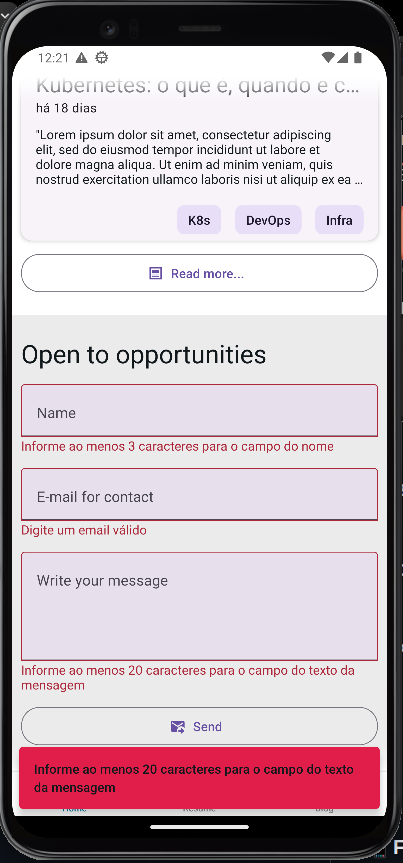 12:21
Kubernetes: o que é, quando e c...
há 18 dias
"Lorem ipsum dolor sit amet, consectetur adipiscing
elit, sed do eiusmod tempor incididunt ut labore et
dolore magna aliqua. Ut enim ad minim veniam, quis
nostrud exercitation ullamco laboris nisi ut aliquip ex ea ...
K8s DevOps Infra
Read more...
Open to opportunities
Name
Informe ao menos 3 caracteres para o campo do nome
E-mail for contact
Digite um email válido
Write your message
Informe ao menos 20 caracteres para o campo do texto da
mensagem
Send
Informe ao menos 20 caracteres para o campo do texto
da mensagem